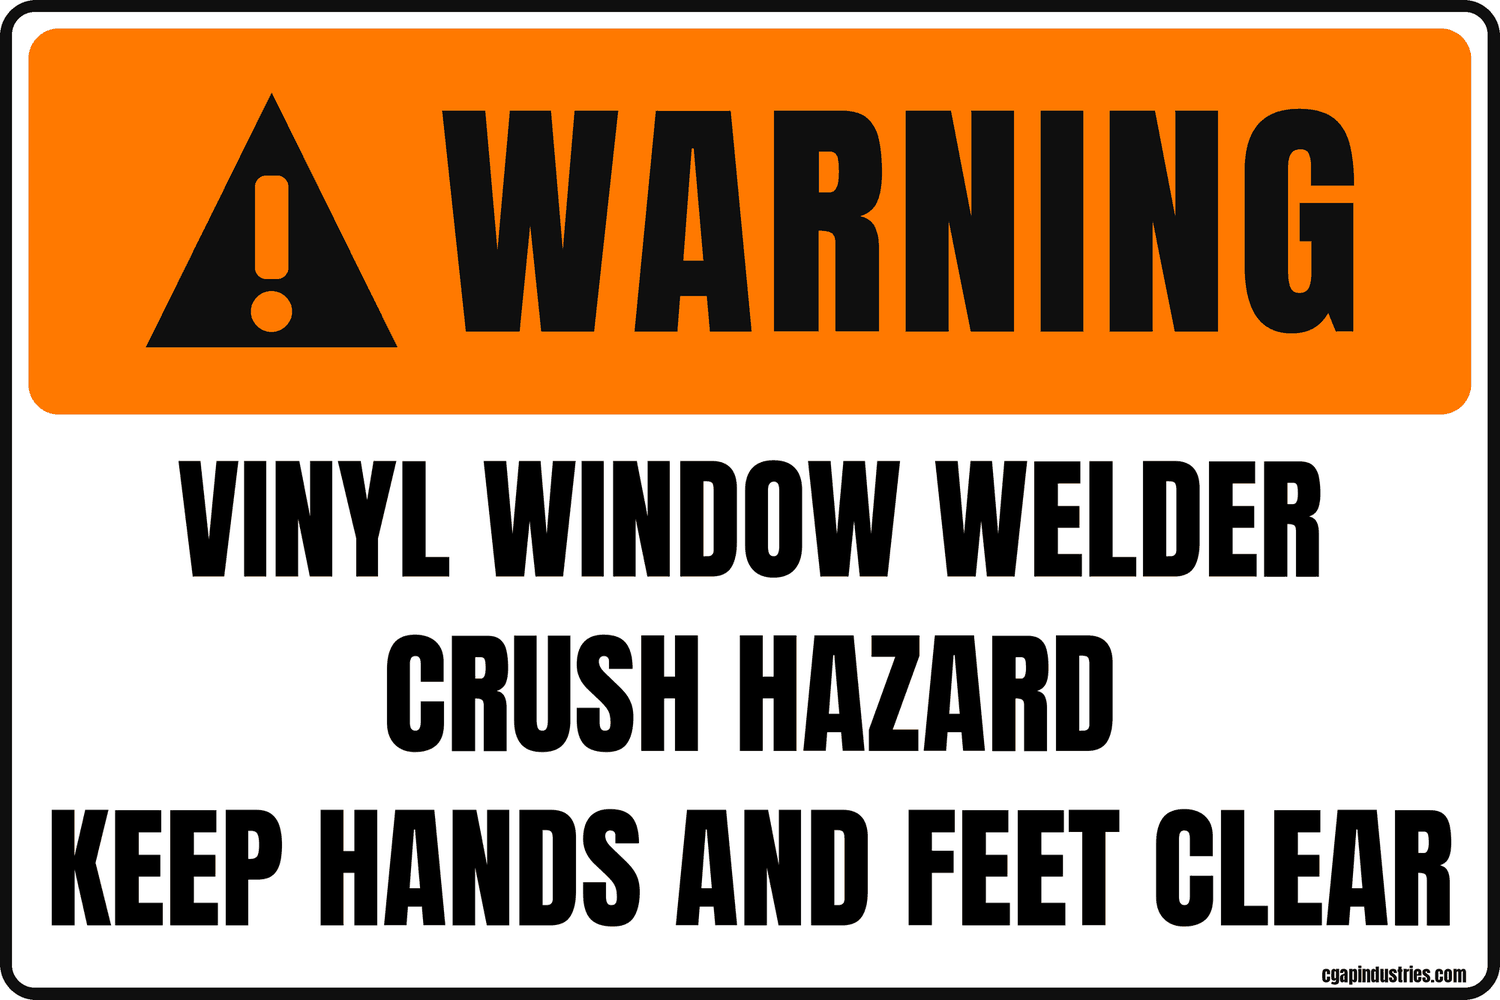 WARNING
VINYL WINDOW WELDER
CRUSH HAZARD
KEEP HANDS AND FEET CLEAR
cgapindustries.com